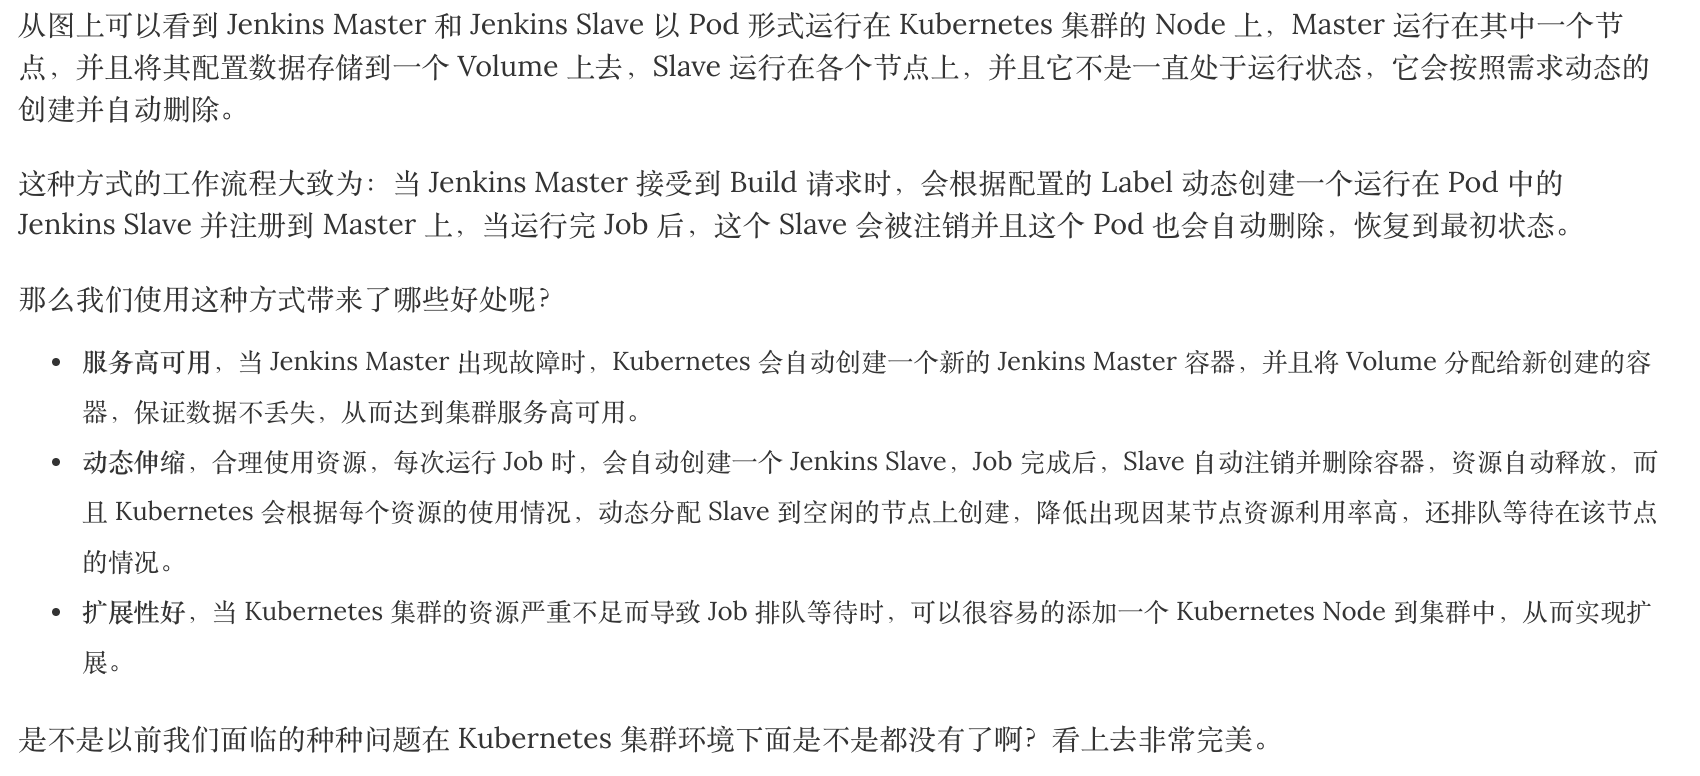 从图上可以看到 Jenkins Master 和 Jenkins Slave 以 Pod 形式运行在 Kubernetes 集群的 Node 上，Master 运行在其中一个节
点，并且将其配置数据存储到一个 Volume 上去，Slave 运行在各个节点上，并且它不是一直处于运行状态，它会按照需求动态的
创建并自动删除。
这种方式的工作流程大致为：当 Jenkins Master 接受到 Build 请求时，会根据配置的 Label 动态创建一个运行在 Pod 中的
Jenkins Slave 并注册到 Master 上，当运行完 Job 后，这个 Slave 会被注销并且这个 Pod 也会自动删除，恢复到最初状态。
那么我们使用这种方式带来了哪些好处呢？
• 服务高可用，当 Jenkins Master 出现故障时，Kubernetes 会自动创建一个新的 Jenkins Master 容器，并且将 Volume 分配给新创建的容
器，保证数据不丢失，从而达到集群服务高可用。
• 动态伸缩，合理使用资源，每次运行 Job 时，会自动创建一个 Jenkins Slave，Job 完成后，Slave 自动注销并删除容器，资源自动释放，而
且 Kubernetes 会根据每个资源的使用情况，动态分配 Slave 到空闲的节点上创建，降低出现因某节点资源利用率高，还排队等待在该节点
的情况。
• 扩展性好，当 Kubernetes 集群的资源严重不足而导致 Job 排队等待时，可以很容易的添加一个 Kubernetes Node 到集群中，从而实现扩
展。
是不是以前我们面临的种种问题在 Kubernetes 集群环境下面是不是都没有了啊？看上去非常完美。